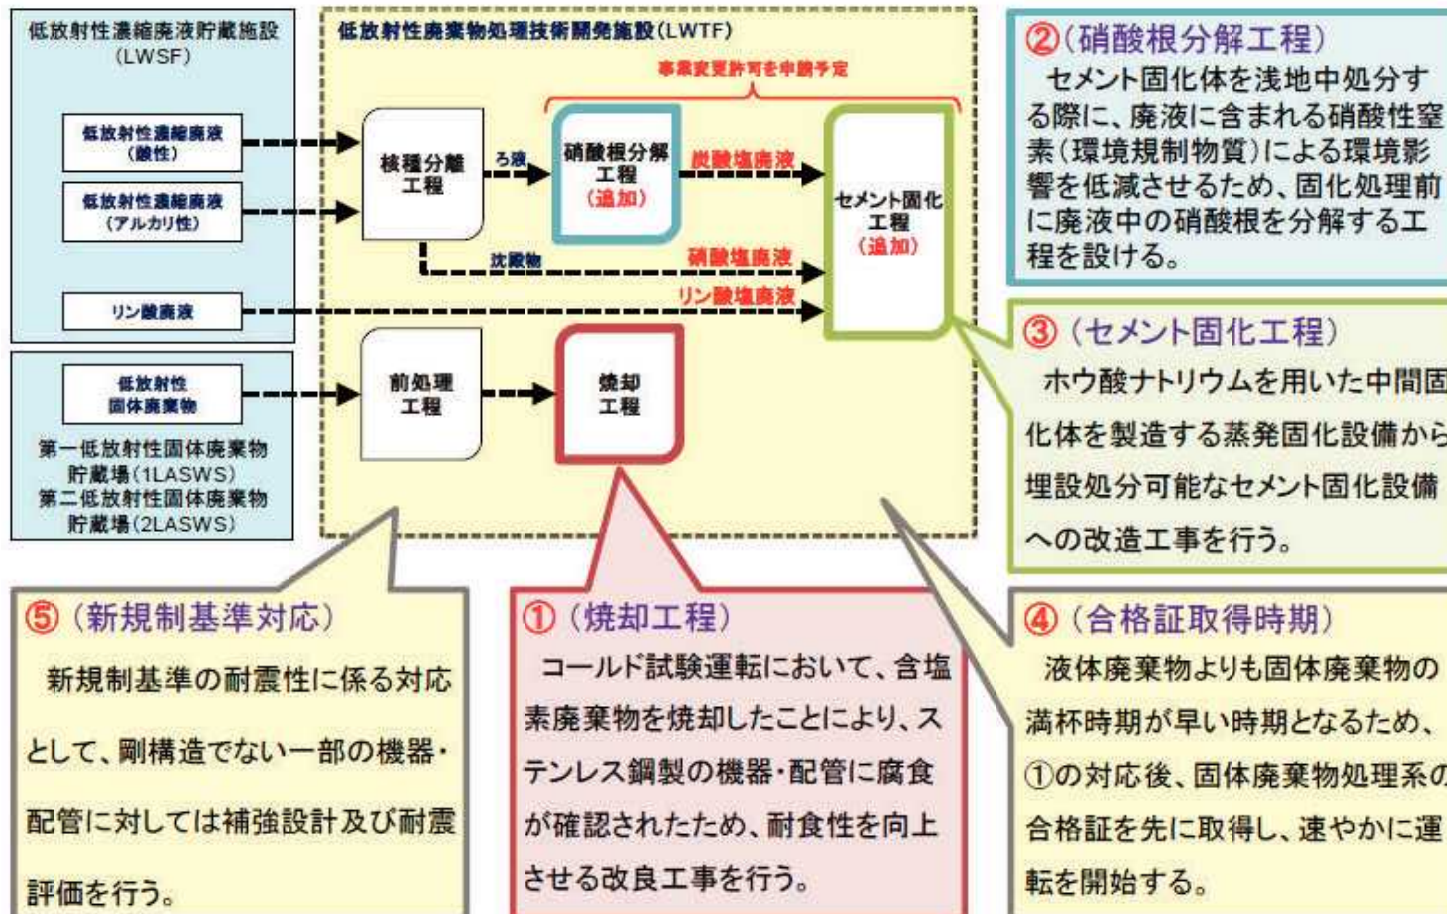 低放射性濃縮廃液貯蔵施設
(LWSF)
低放射性濃縮廃液
(酸性)
低放射性濃縮廃液
(アルカリ性)
リン酸廃液
低放射性
固体廃棄物
第一低放射性固体廃棄物
貯蔵場(1LASWS)
第二低放射性固体廃棄物
貯蔵場(2LASWS)
低放射性廃棄物処理技術開発施設(LWTF)
事業変更許可を申請予定
核種分離
工程
ろ液
硝酸根分解
工程
(追加)
炭酸塩廃液
セメント固化
工程
(追加)
沈殿物
硝酸塩廃液
リン酸塩廃液
前処理
工程
焼却
工程
②(硝酸根分解工程)
セメント固化体を浅地中処分す
る際に、廃液に含まれる硝酸性窒
素(環境規制物質)による環境影
響を低減させるため、固化処理前
に廃液中の硝酸根を分解する工
程を設ける。
③(セメント固化工程)
ホウ酸ナトリウムを用いた中間固
化体を製造する蒸発固化設備から
埋設処分可能なセメント固化設備
への改造工事を行う。
⑤(新規制基準対応)
新規制基準の耐震性に係る対応
として、剛構造でない一部の機器・
配管に対しては補強設計及び耐震
評価を行う。
①(焼却工程)
コールド試験運転において、含塩
素廃棄物を焼却したことにより、ス
テンレス鋼製の機器・配管に腐食
が確認されたため、耐食性を向上
させる改良工事を行う。
④(合格証取得時期)
液体廃棄物よりも固体廃棄物の
満杯時期が早い時期となるため、
①の対応後、固体廃棄物処理系の
合格証を先に取得し、速やかに運
転を開始する。